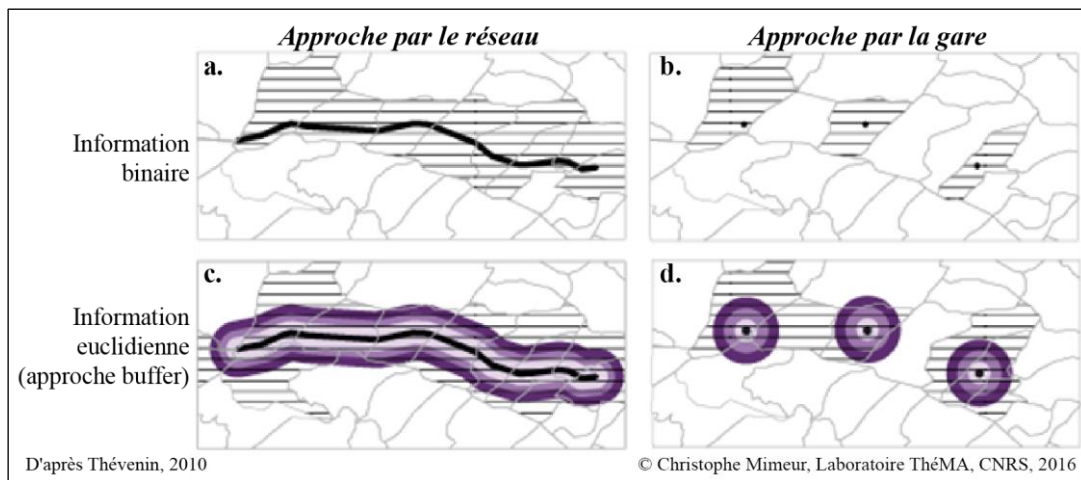 Approche par le réseau
Approche par la gare
a.
b.
Information
binaire
c.
d.
Information
euclidienne
(approche buffer)
D'après Thévenin, 2010
© Christophe Mimeur, Laboratoire ThéMA, CNRS, 2016